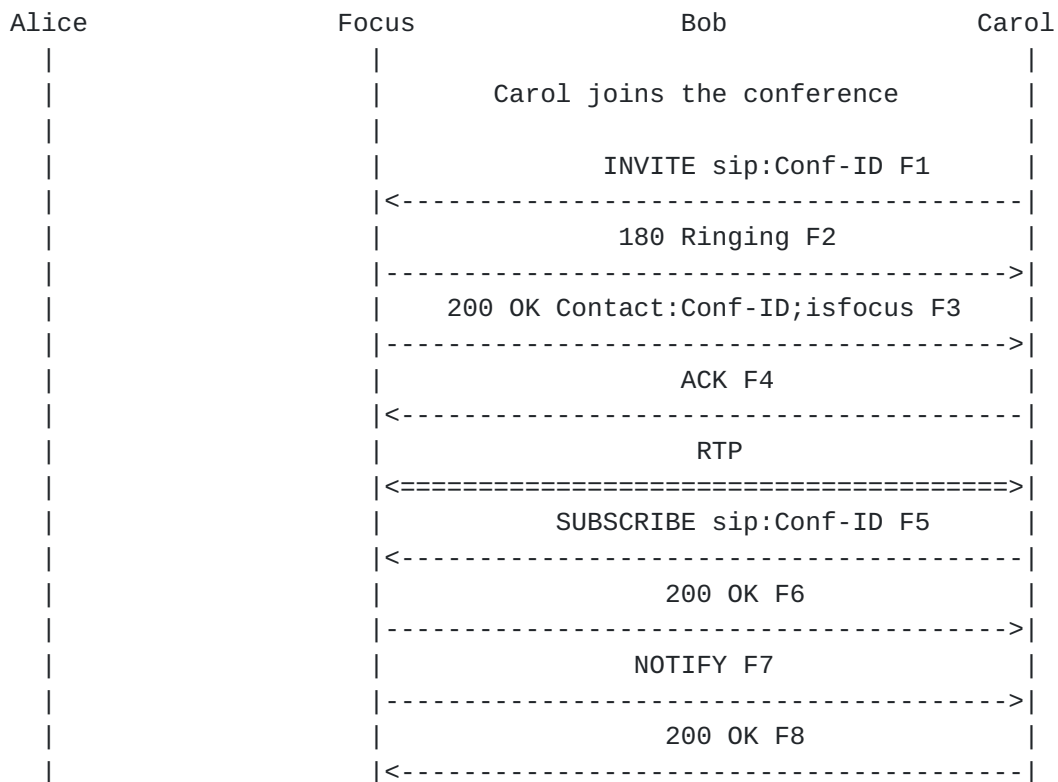 Alice Focus Bob Carol
Carol joins the conference
INVITE sip:Conf-ID F1
180 Ringing F2
200 OK Contact:Conf-ID;isfocus F3
ACK F4
RTP
SUBSCRIBE sip:Conf-ID F5
200 OK F6
NOTIFY F7
200 OK F8